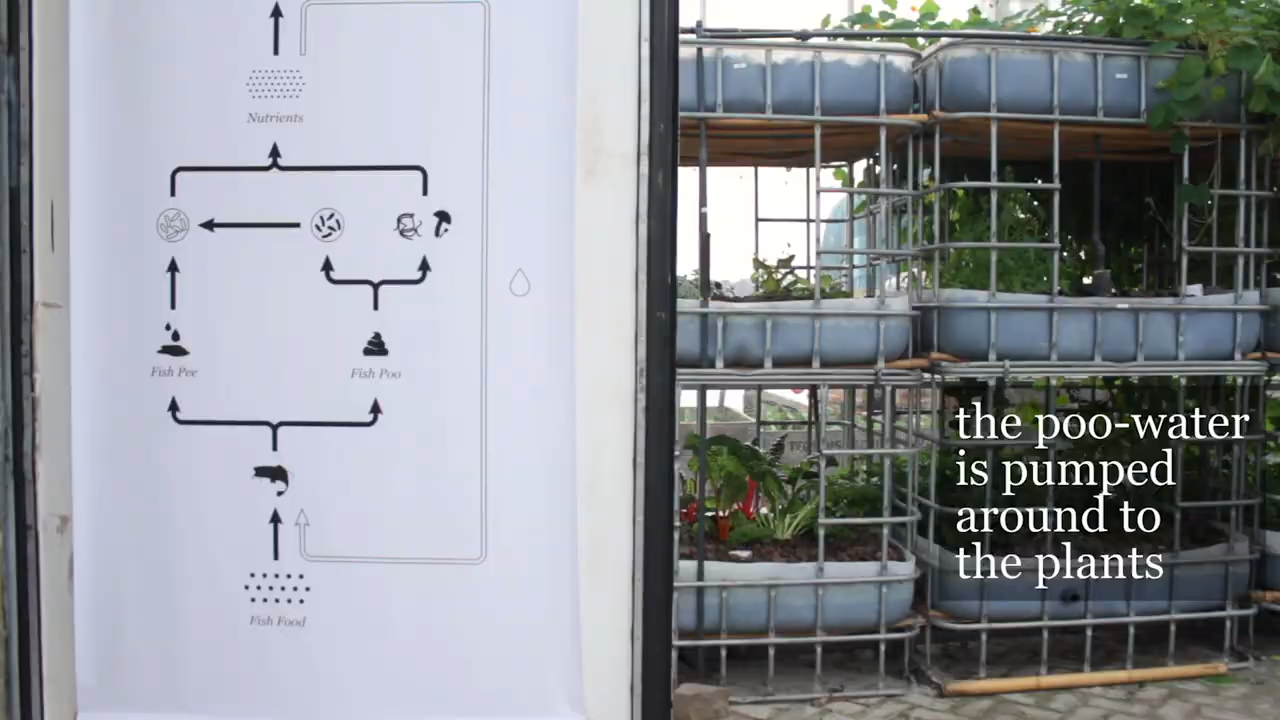 Nutrients
Fish Pee
Fish Poo
Fish Food
the poo-water
is pumped
around to
the plants